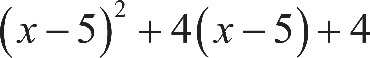 (x − 5)² + 4(x − 5) + 4